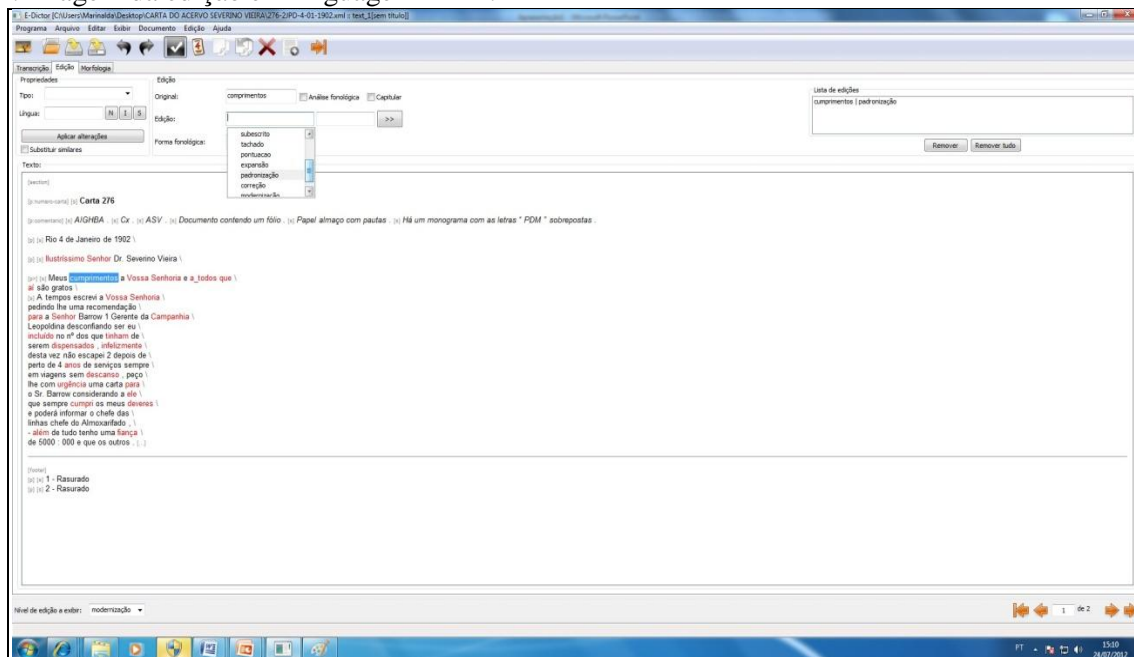 E-Dictor [C:\Users\Marinalda\Desktop\CARTA DO ACERVO SEVERINO VIEIRA\276-2JPD-4-01-1902.xml :: text_1[sem título]]
Programa Arquivo Editar Exibir Documento Edição Ajuda
Transcrição Edição Morfologia
Propriedades
Tipo:
Língua: N I S
Aplicar alterações
Substituir similares
Edição
Original: comprimentos Análise fonológica Capitular
Edição: >>
Forma fonológica:
subescrito
tachado
pontuacao
expansão
padronização
correção
modernização
Lista de edições
cumprimentos | padronização
Remover Remover tudo
Texto:
[section]
[p:numero-carta] [s] Carta 276
[p:comentario] [s] AIGHBA . [s] Cx . [s] ASV . [s] Documento contendo um fólio . [s] Papel almaço com pautas . [s] Há um monograma com as letras " PDM " sobrepostas .
[p] [s] Rio 4 de Janeiro de 1902 \
[p] [s] Ilustríssimo Senhor Dr. Severino Vieira \
[s] Meus cumprimentos a Vossa Senhoria e a_todos que \
aí são gratos \
[s] A tempos escrevi a Vossa Senhoria \
pedindo lhe uma recomendação \
para a Senhor Barrow 1 Gerente da Campanhia \
Leopoldina desconfiando ser eu \
incluído no nº dos que tinham de \
serem dispensados , infelizmente \
desta vez não escapei 2 depois de \
perto de 4 anos de serviços sempre \
em viagens sem descanso , peço \
lhe com urgência uma carta para \
o Sr. Barrow considerando a ele \
que sempre cumpri os meus deveres \
e poderá informar o chefe das \
linhas chefe do Almoxarifado , \
- além de tudo tenho uma fiança \
de 5000 : 000 e que os outros . [...]
[footer]
[p] [s] 1 - Rasurado
[p] [s] 2 - Rasurado
Nível de edição a exibir: modernização
1 de 2
PT 15:10
24/07/2012